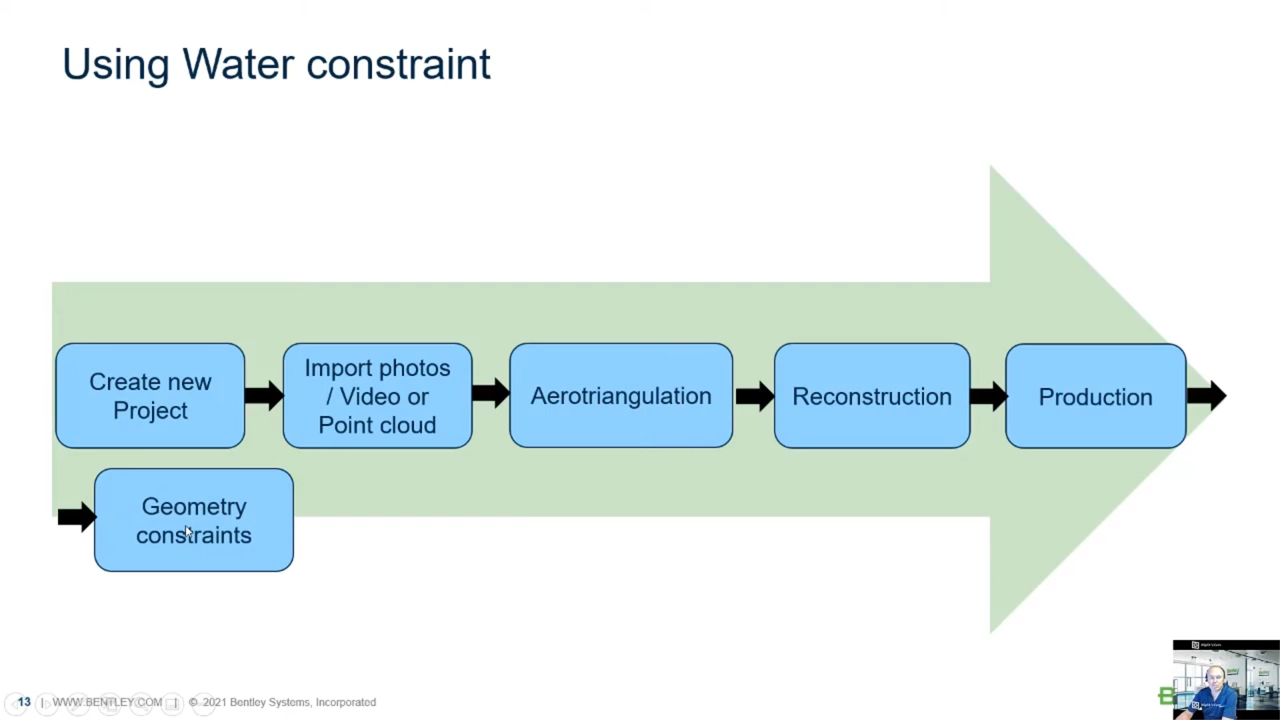 Using Water constraint
Create new
Project
Import photos
/ Video or
Point cloud
Aerotriangulation
Reconstruction
Production
Geometry
constraints
13 | WWW.BENTLEY.COM | © 2021 Bentley Systems, Incorporated